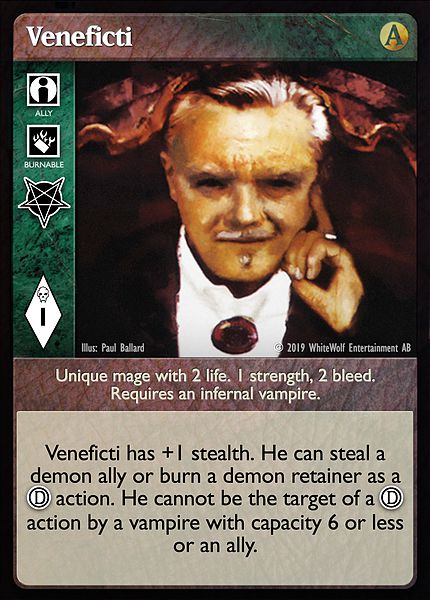 Veneficti
A
ALLY
BURNABLE
1
Illus: Paul Ballard
© 2019 WhiteWolf Entertainment AB
Unique mage with 2 life. 1 strength, 2 bleed.
Requires an infernal vampire.
Veneficti has +1 stealth. He can steal a
demon ally or burn a demon retainer as a
Ⓓ action. He cannot be the target of a Ⓓ
action by a vampire with capacity 6 or less
or an ally.